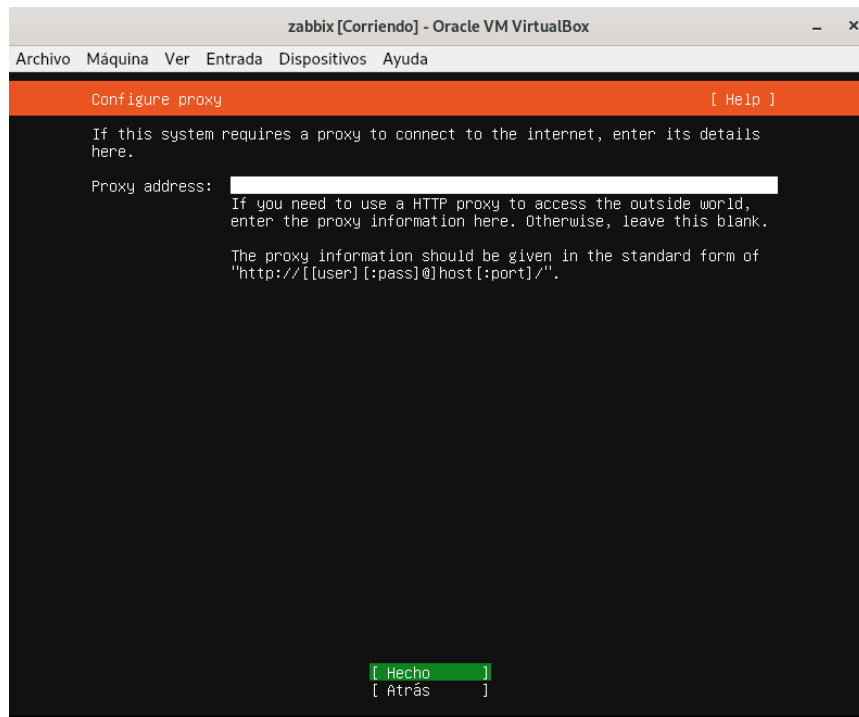 zabbix [Corriendo] - Oracle VM VirtualBox
Archivo Máquina Ver Entrada Dispositivos Ayuda
Configure proxy [ Help ]
If this system requires a proxy to connect to the internet, enter its details
here.
Proxy address:
If you need to use a HTTP proxy to access the outside world,
enter the proxy information here. Otherwise, leave this blank.
The proxy information should be given in the standard form of
"http://[[user][:pass]@]host[:port]/".
[ Hecho ]
[ Atrás ]